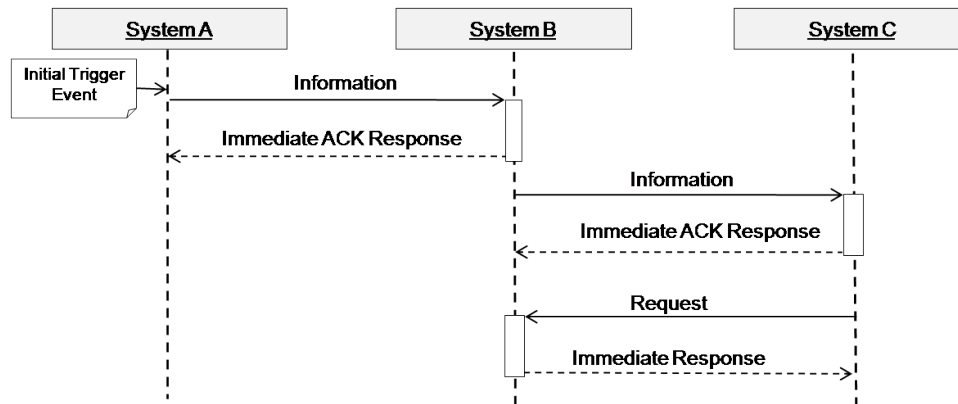 System A
System B
System C
Initial Trigger
Event
Information
Immediate ACK Response
Information
Immediate ACK Response
Request
Immediate Response